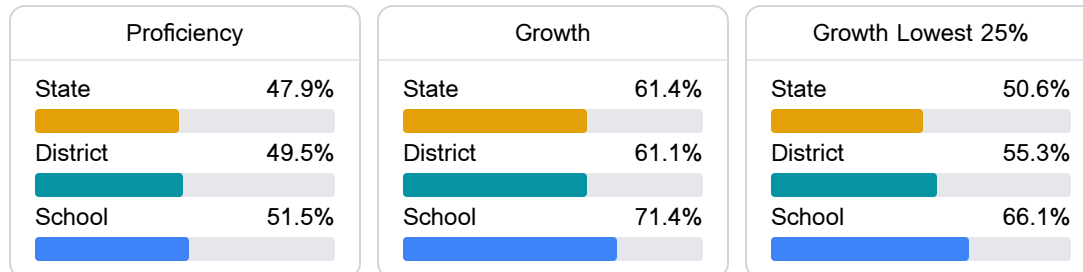 Proficiency
State 47.9%
District 49.5%
School 51.5%
Growth
State 61.4%
District 61.1%
School 71.4%
Growth Lowest 25%
State 50.6%
District 55.3%
School 66.1%